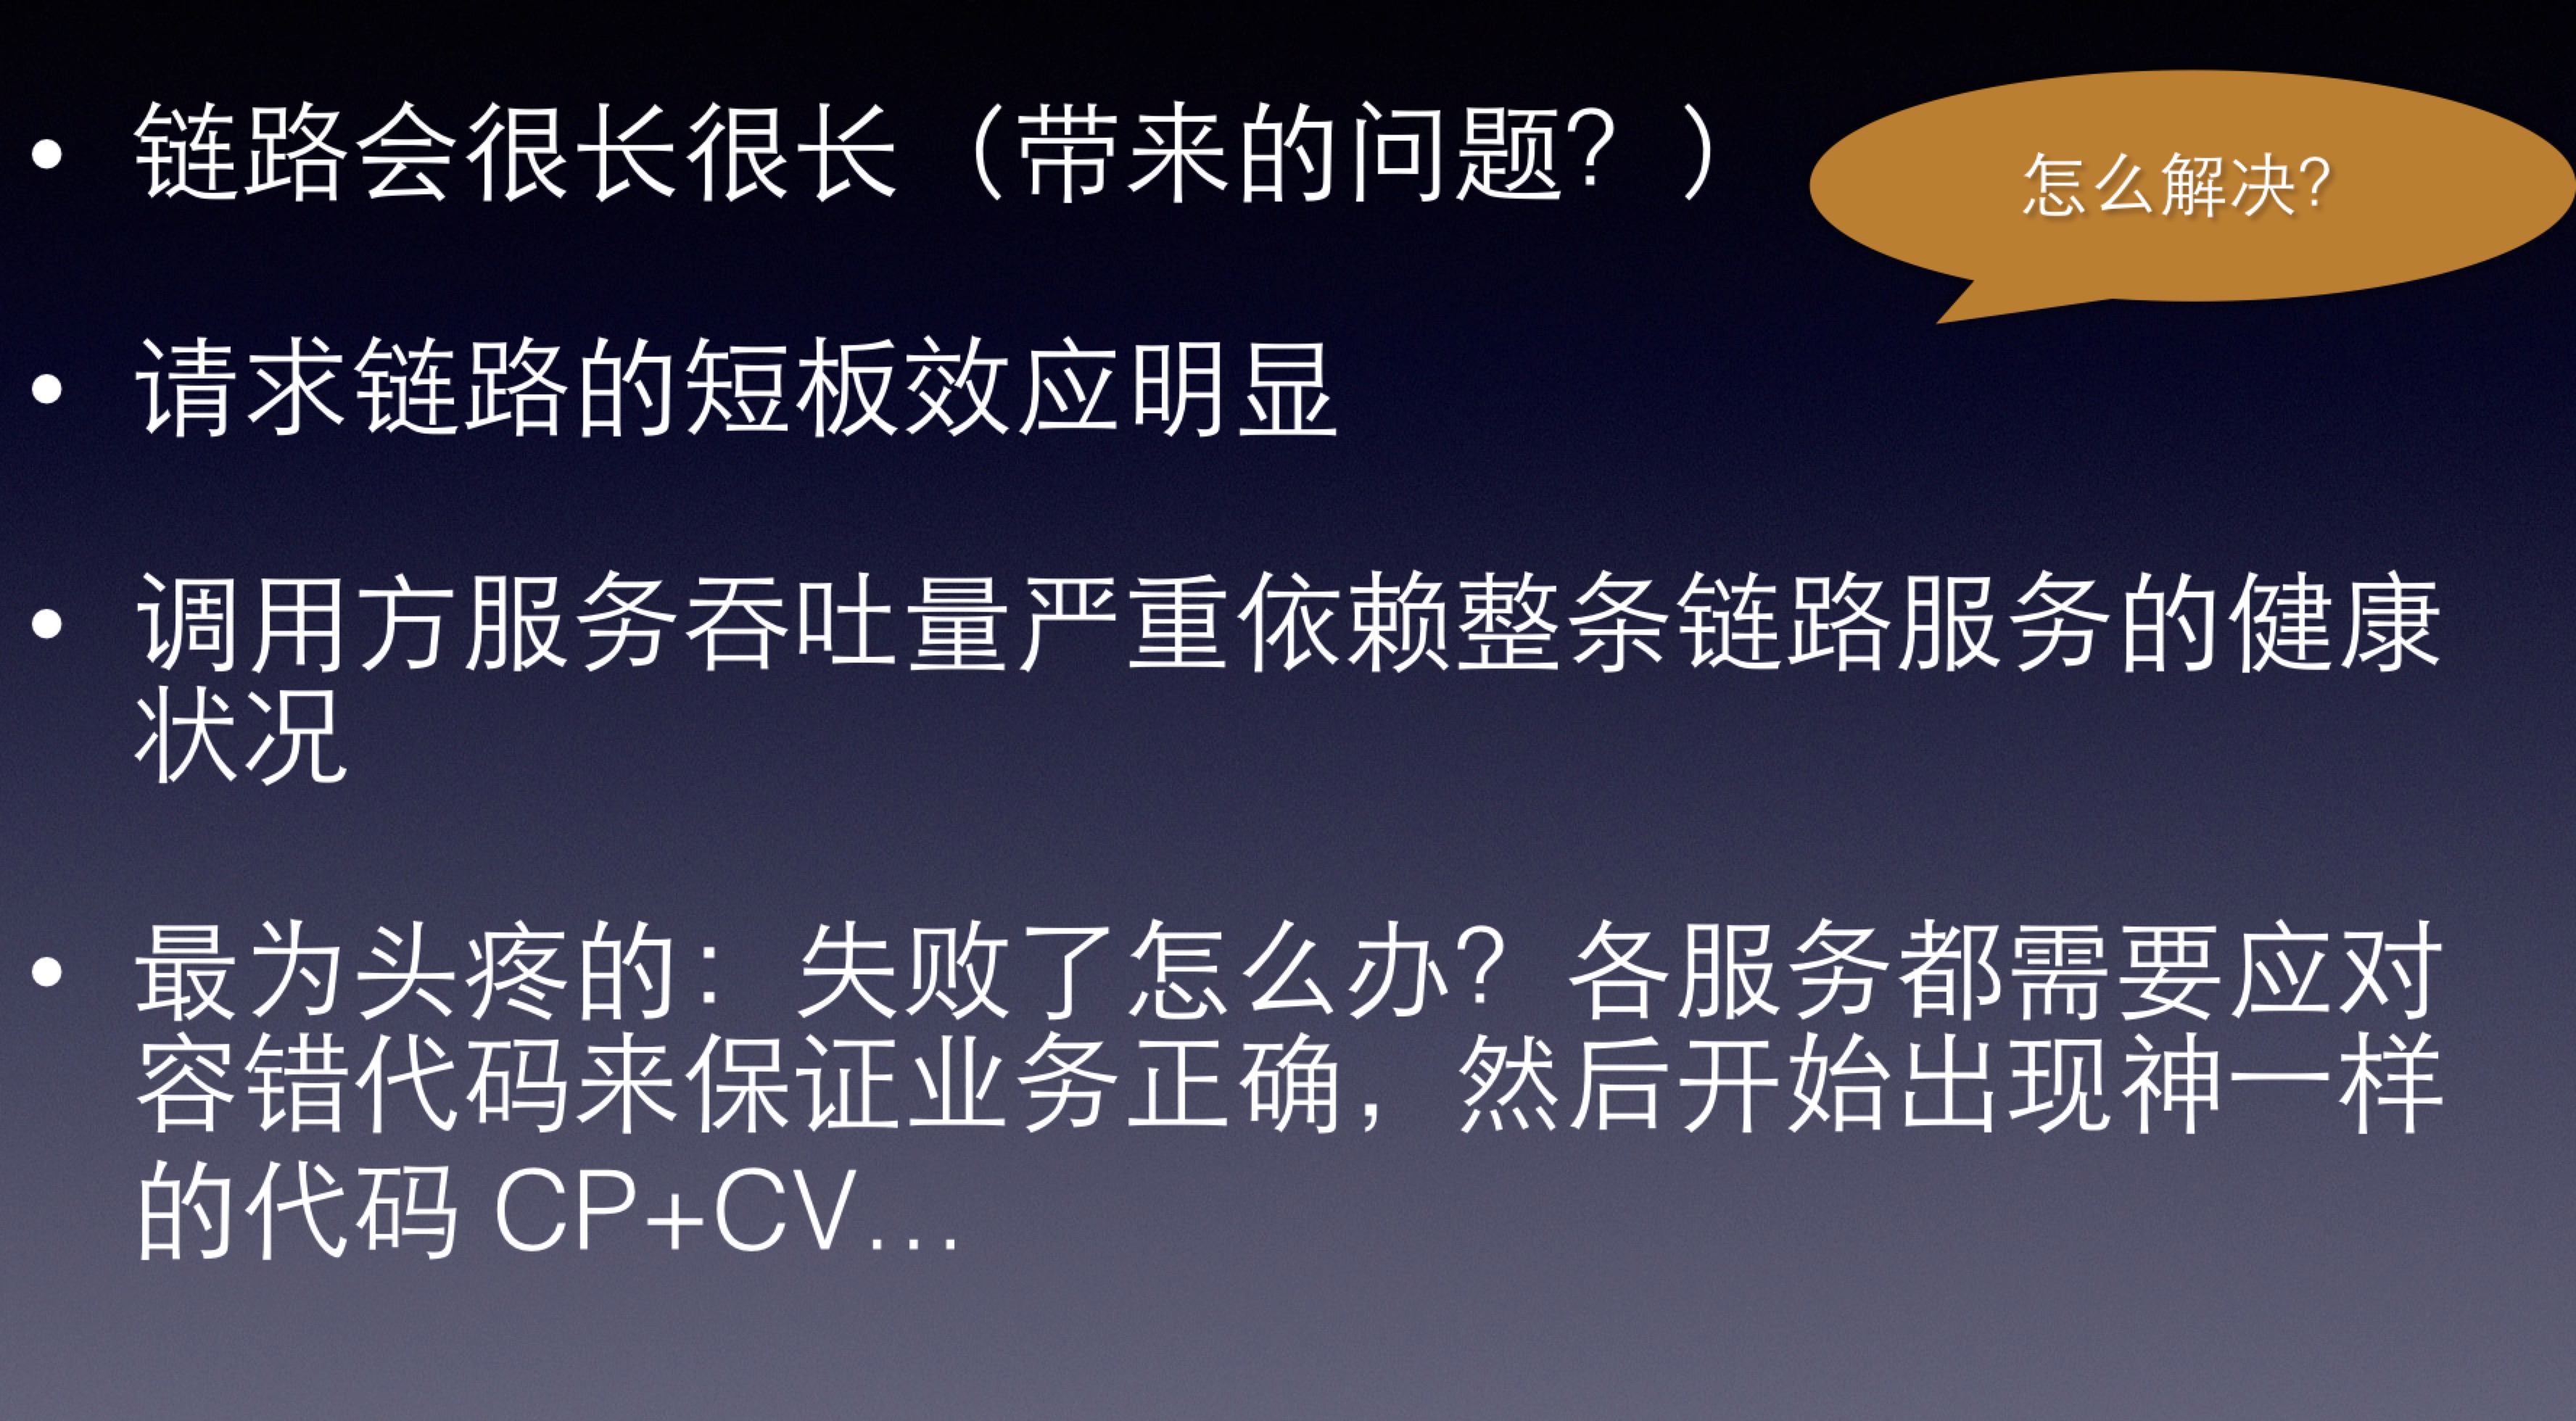 • 链路会很长很长（带来的问题？）
怎么解决？
• 请求链路的短板效应明显
• 调用方服务吞吐量严重依赖整条链路服务的健康
状况
• 最为头疼的：失败了怎么办？各服务都需要应对
容错代码来保证业务正确，然后开始出现神一样
的代码 CP+CV…